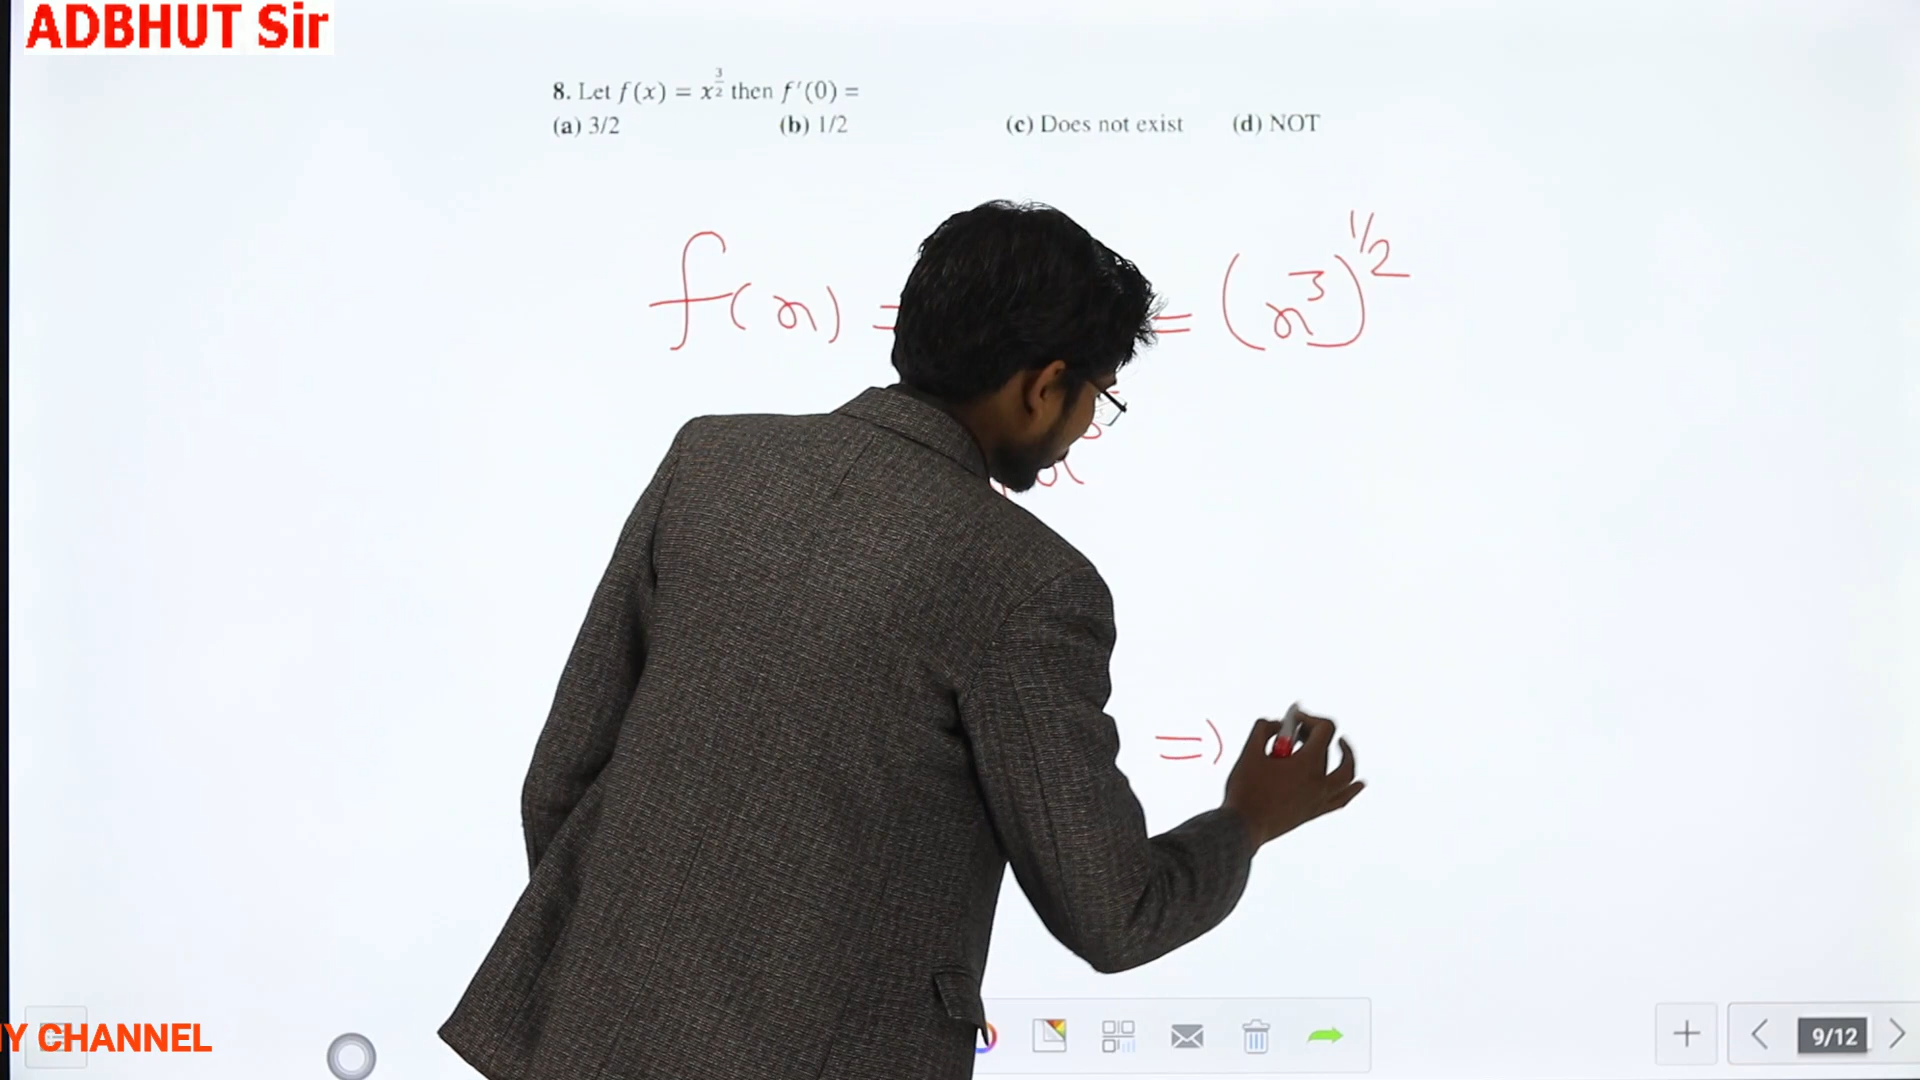 ADBHUT Sir
8. Let f(x) = x^{3/2} then f'(0) =
(a) 3/2 (b) 1/2 (c) Does not exist (d) NOT
f(x) = = (x^3)^{1/2}
=>
Y CHANNEL
9/12